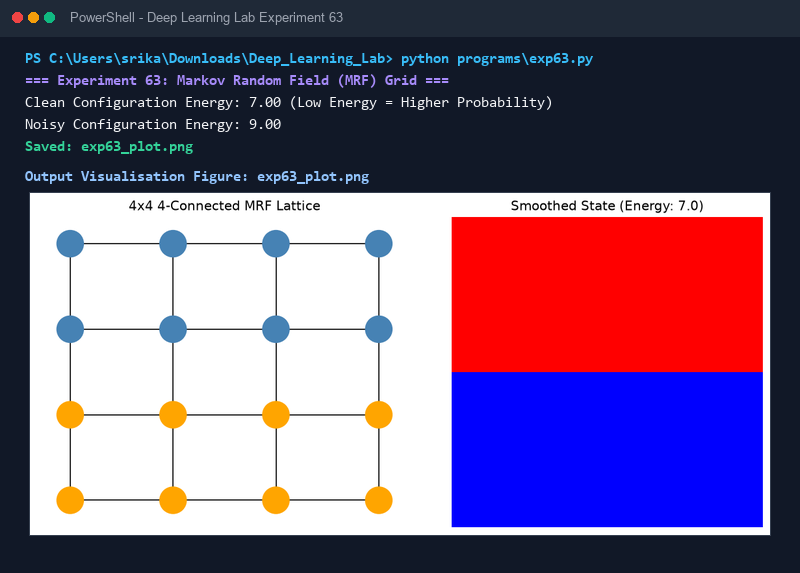 PowerShell - Deep Learning Lab Experiment 63
PS C:\Users\srika\Downloads\Deep_Learning_Lab> python programs\exp63.py
=== Experiment 63: Markov Random Field (MRF) Grid ===
Clean Configuration Energy: 7.00 (Low Energy = Higher Probability)
Noisy Configuration Energy: 9.00
Saved: exp63_plot.png
Output Visualisation Figure: exp63_plot.png
4x4 4-Connected MRF Lattice
Smoothed State (Energy: 7.0)